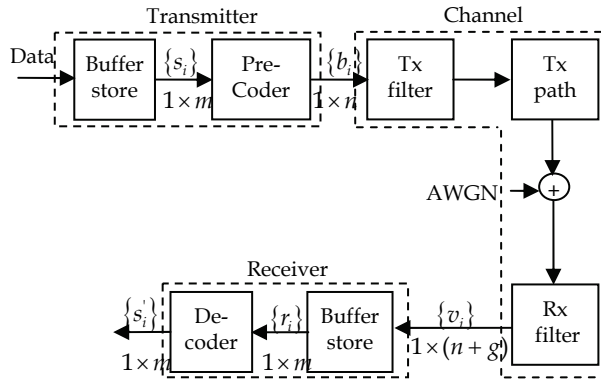 Transmitter
Channel
Data
Buffer store
{s_i}
1 × m
Pre-Coder
{b_i}
1 × n
Tx filter
Tx path
AWGN
+
Receiver
{s_i'}
1 × m
De-coder
{r_i}
1 × m
Buffer store
{v_i}
1 × (n + g)
Rx filter